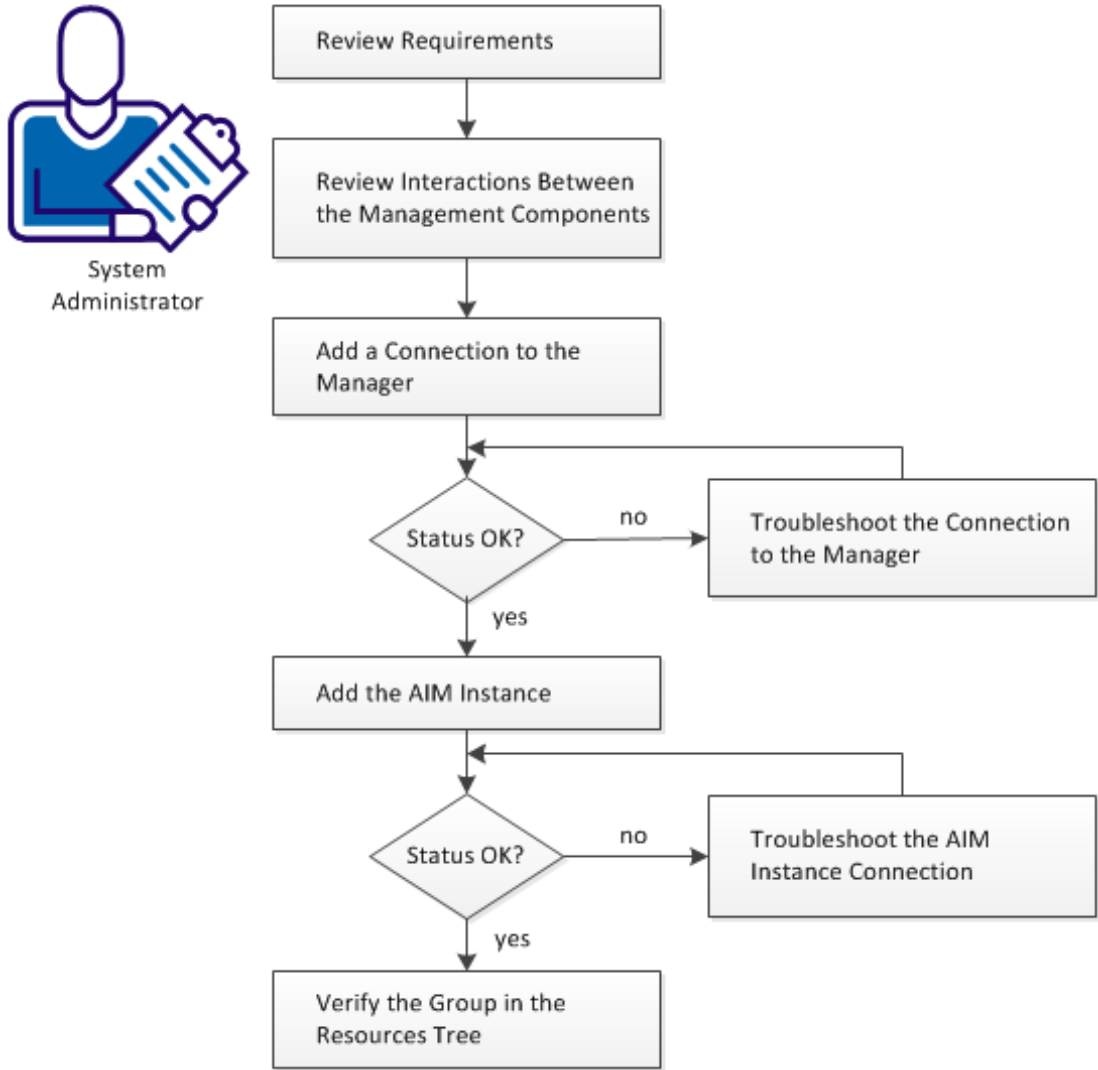 Review Requirements
Review Interactions Between
the Management Components
System
Administrator
Add a Connection to the
Manager
Status OK?
no
Troubleshoot the Connection
to the Manager
yes
Add the AIM Instance
Status OK?
no
Troubleshoot the AIM
Instance Connection
yes
Verify the Group in the
Resources Tree